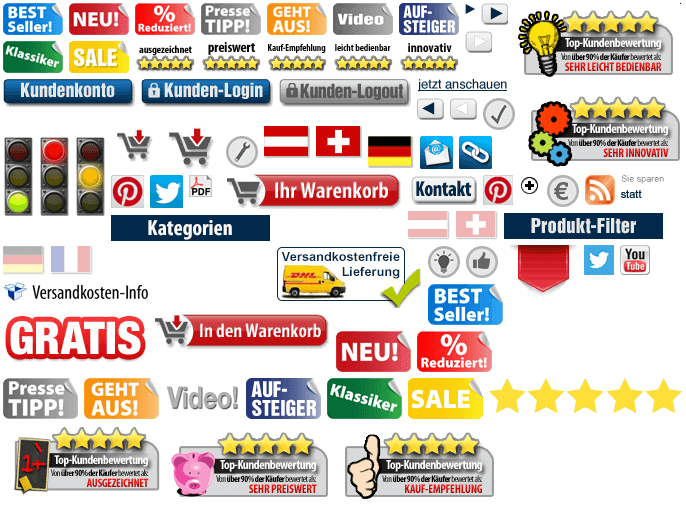 BEST
Seller!
NEU!
%
Reduziert!
Presse
TIPP!
GEHT
AUS!
Video
AUF-
STEIGER
Klassiker
SALE
ausgezeichnet
preiswert
Kauf-Empfehlung
leicht bedienbar
innovativ
Top-Kundenbewertung
Von über 90% der Käufer bewertet als:
SEHR LEICHT BEDIENBAR
Kundenkonto
Kunden-Login
Kunden-Logout
jetzt anschauen
Top-Kundenbewertung
Von über 90% der Käufer bewertet als:
SEHR INNOVATIV
PDF
Ihr Warenkorb
Kontakt
€
Sie sparen
statt
Kategorien
Produkt-Filter
Versandkostenfreie
Lieferung
DHL
You
Tube
Versandkosten-Info
BEST
Seller!
GRATIS
In den Warenkorb
NEU!
%
Reduziert!
Presse
TIPP!
GEHT
AUS!
Video!
AUF-
STEIGER
Klassiker
SALE
1+
Top-Kundenbewertung
Von über 90% der Käufer bewertet als:
AUSGEZEICHNET
Top-Kundenbewertung
Von über 90% der Käufer bewertet als:
SEHR PREISWERT
Top-Kundenbewertung
Von über 90% der Käufer bewertet als:
KAUF-EMPFEHLUNG